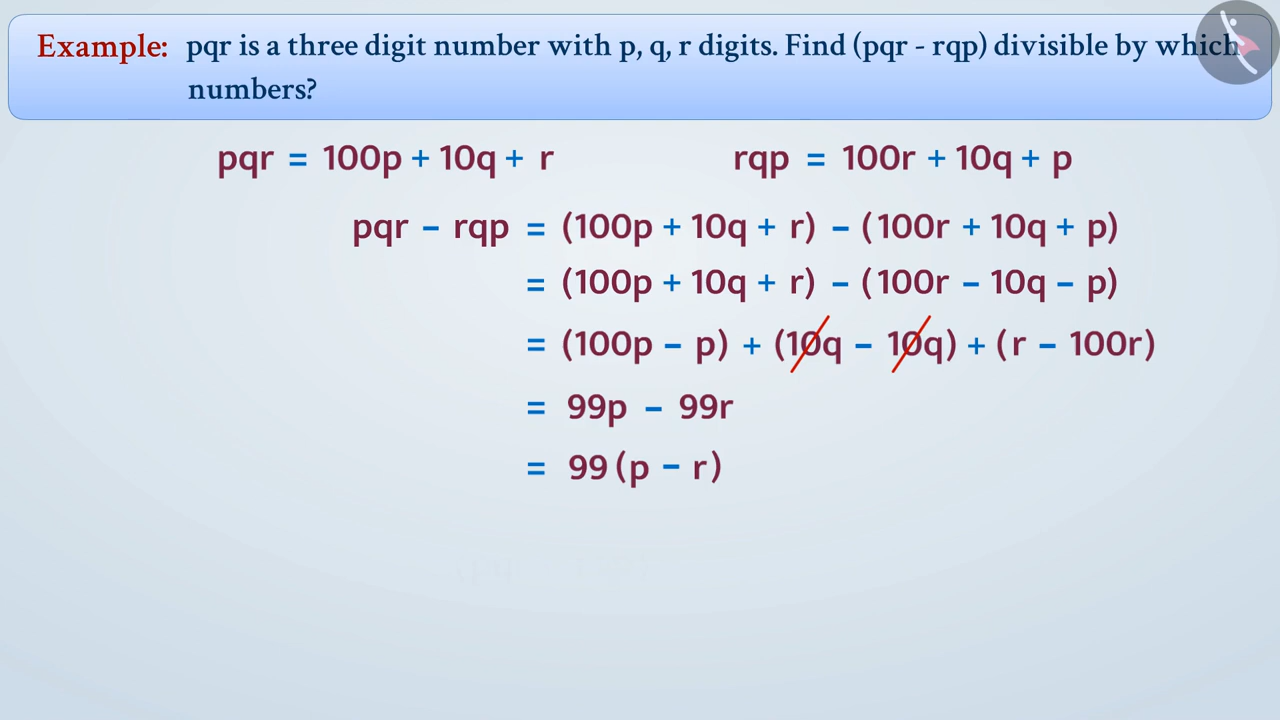 Example: pqr is a three digit number with p, q, r digits. Find (pqr - rqp) divisible by which
numbers?
pqr = 100p + 10q + r rqp = 100r + 10q + p
pqr – rqp = (100p + 10q + r) – (100r + 10q + p)
= (100p + 10q + r) – (100r – 10q – p)
= (100p – p) + (10q – 10q) + (r – 100r)
= 99p – 99r
= 99(p – r)